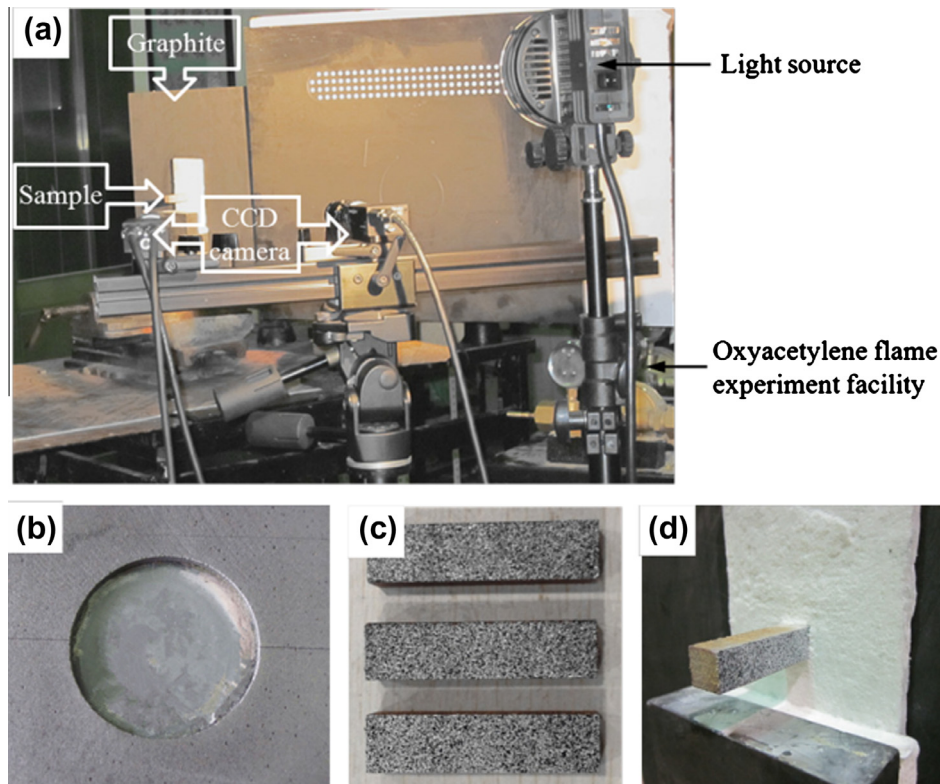 (a)
Graphite
Light source
Sample
CCD
camera
Oxyacetylene flame
experiment facility
(b)
(c)
(d)